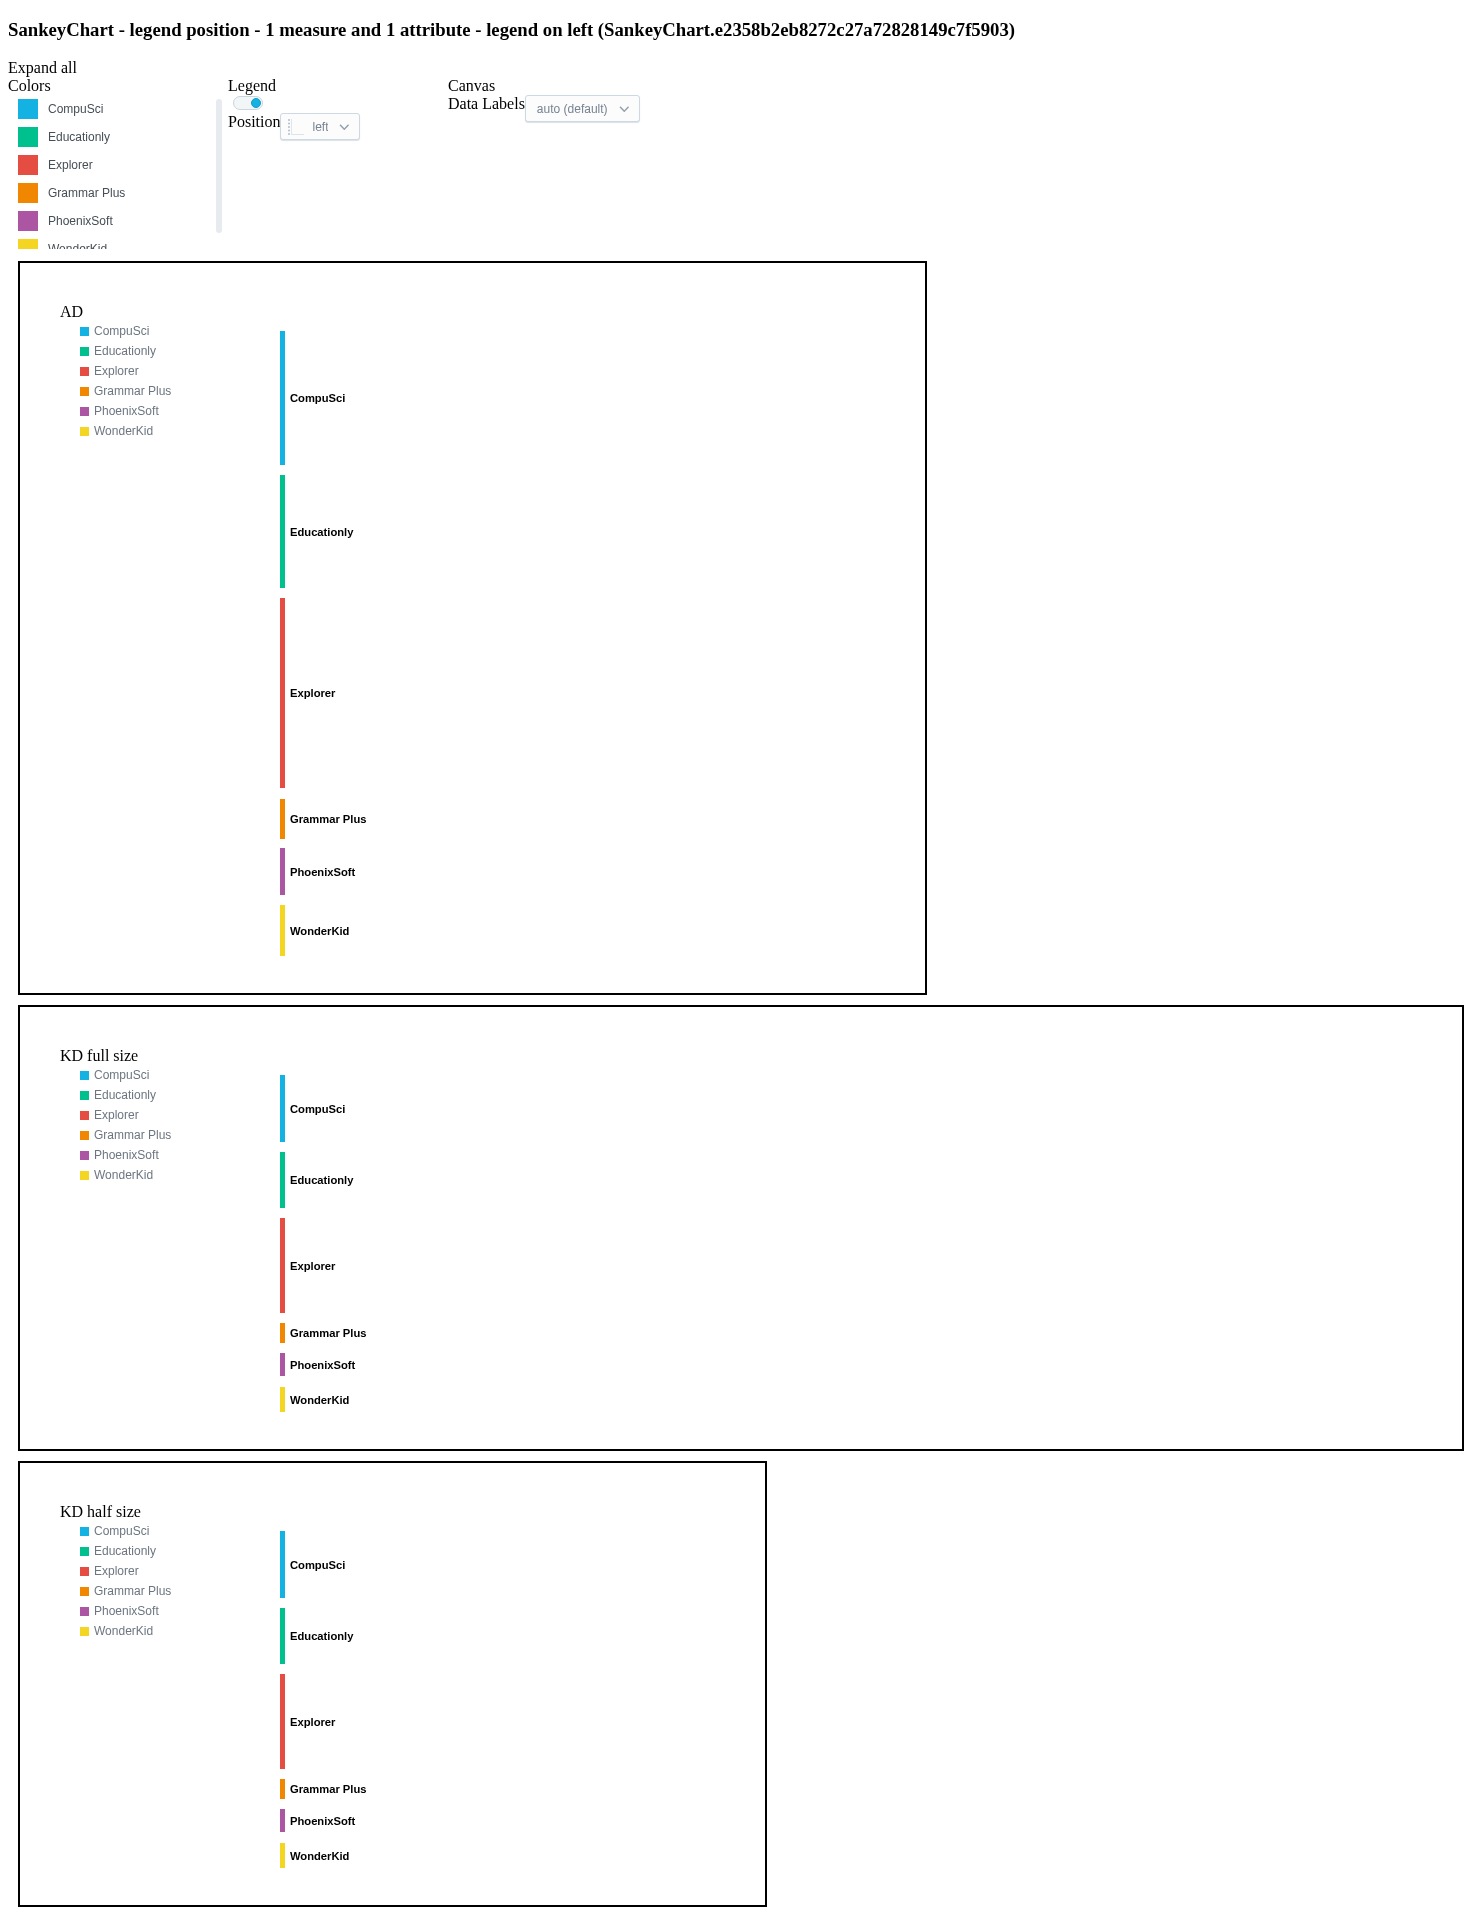 SankeyChart - legend position - 1 measure and 1 attribute - legend on left (SankeyChart.e2358b2eb8272c27a72828149c7f5903)
Expand all
Colors
CompuSci
Educationly
Explorer
Grammar Plus
PhoenixSoft
WonderKid
Legend
Position left
Canvas
Data Labels auto (default)
AD
CompuSci
Educationly
Explorer
Grammar Plus
PhoenixSoft
WonderKid
CompuSci
Educationly
Explorer
Grammar Plus
PhoenixSoft
WonderKid
KD full size
CompuSci
Educationly
Explorer
Grammar Plus
PhoenixSoft
WonderKid
CompuSci
Educationly
Explorer
Grammar Plus
PhoenixSoft
WonderKid
KD half size
CompuSci
Educationly
Explorer
Grammar Plus
PhoenixSoft
WonderKid
CompuSci
Educationly
Explorer
Grammar Plus
PhoenixSoft
WonderKid